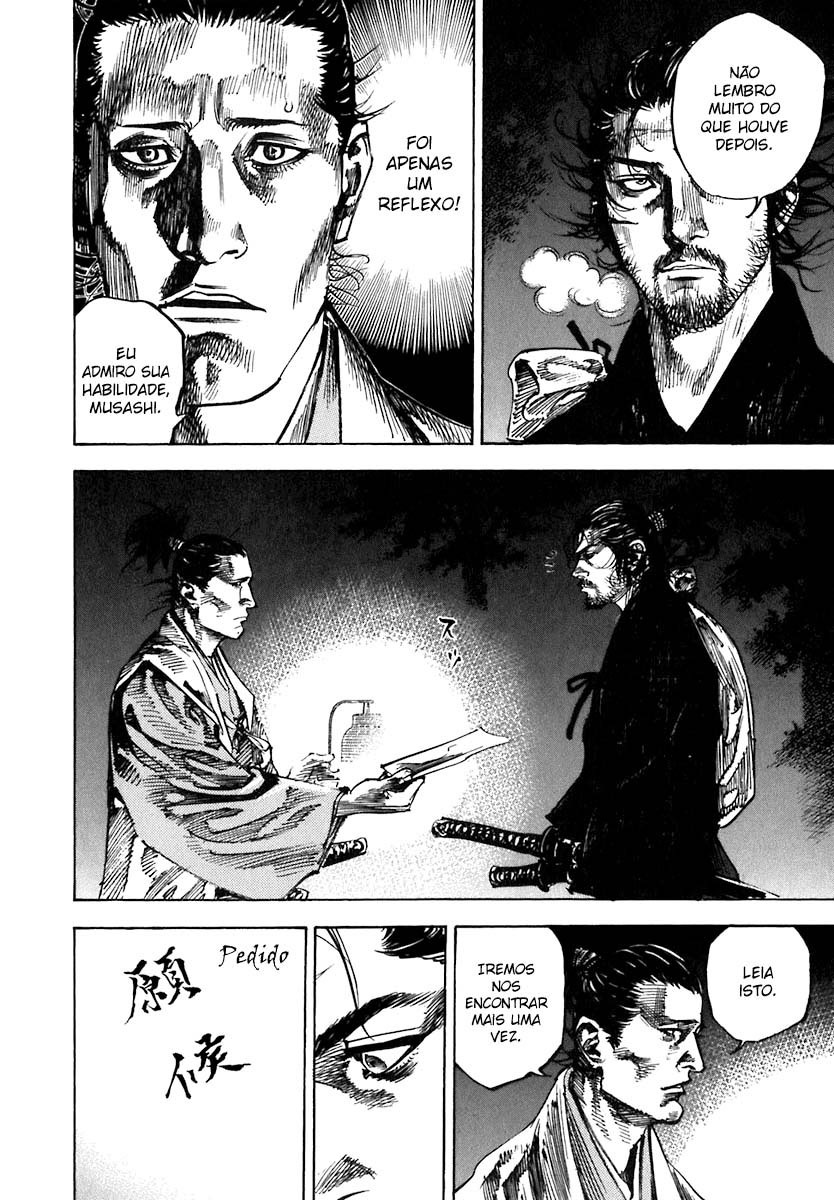 NÃO
LEMBRO
MUITO DO
QUE HOUVE
DEPOIS.
FOI
APENAS
UM
REFLEXO!
EU
ADMIRO SUA
HABILIDADE,
MUSASHI.
スッ
LEIA
ISTO.
IREMOS
NOS
ENCONTRAR
MAIS UMA
VEZ.
Pedido
願
候